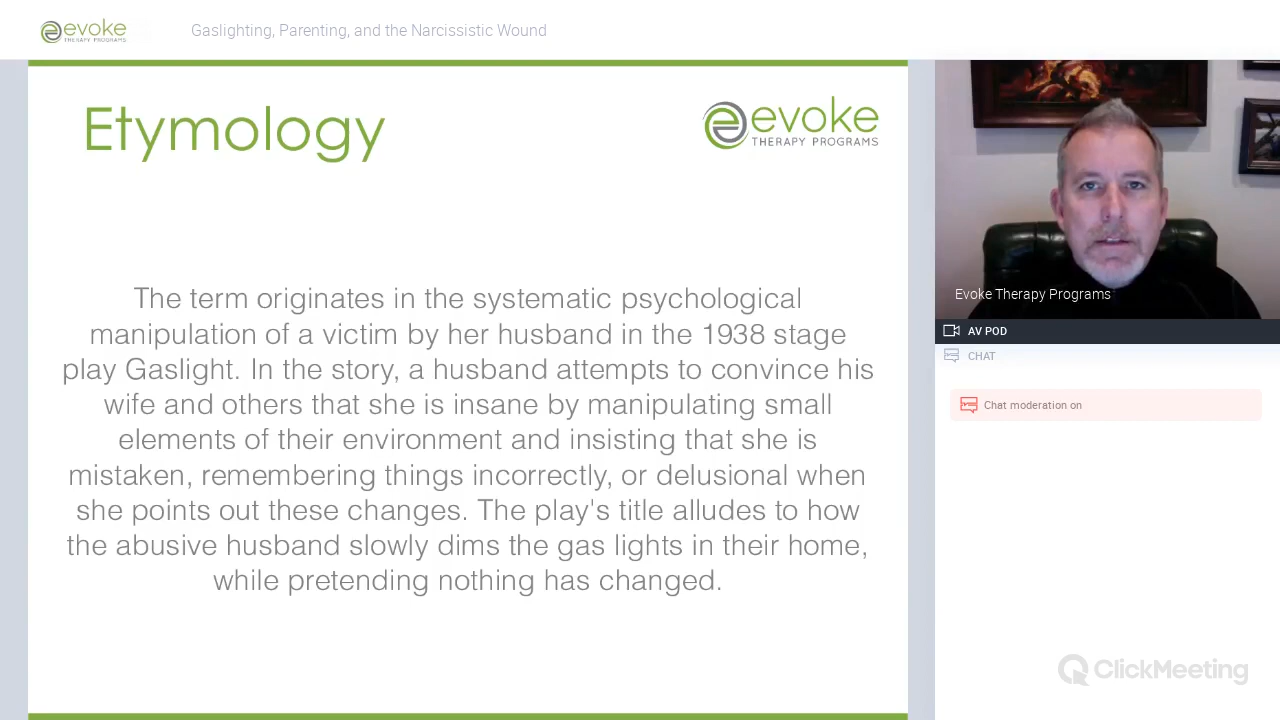 evoke
THERAPY PROGRAMS
Gaslighting, Parenting, and the Narcissistic Wound
Etymology
evoke
THERAPY PROGRAMS
The term originates in the systematic psychological
manipulation of a victim by her husband in the 1938 stage
play Gaslight. In the story, a husband attempts to convince his
wife and others that she is insane by manipulating small
elements of their environment and insisting that she is
mistaken, remembering things incorrectly, or delusional when
she points out these changes. The play's title alludes to how
the abusive husband slowly dims the gas lights in their home,
while pretending nothing has changed.
Evoke Therapy Programs
AV POD
CHAT
Chat moderation on
ClickMeeting